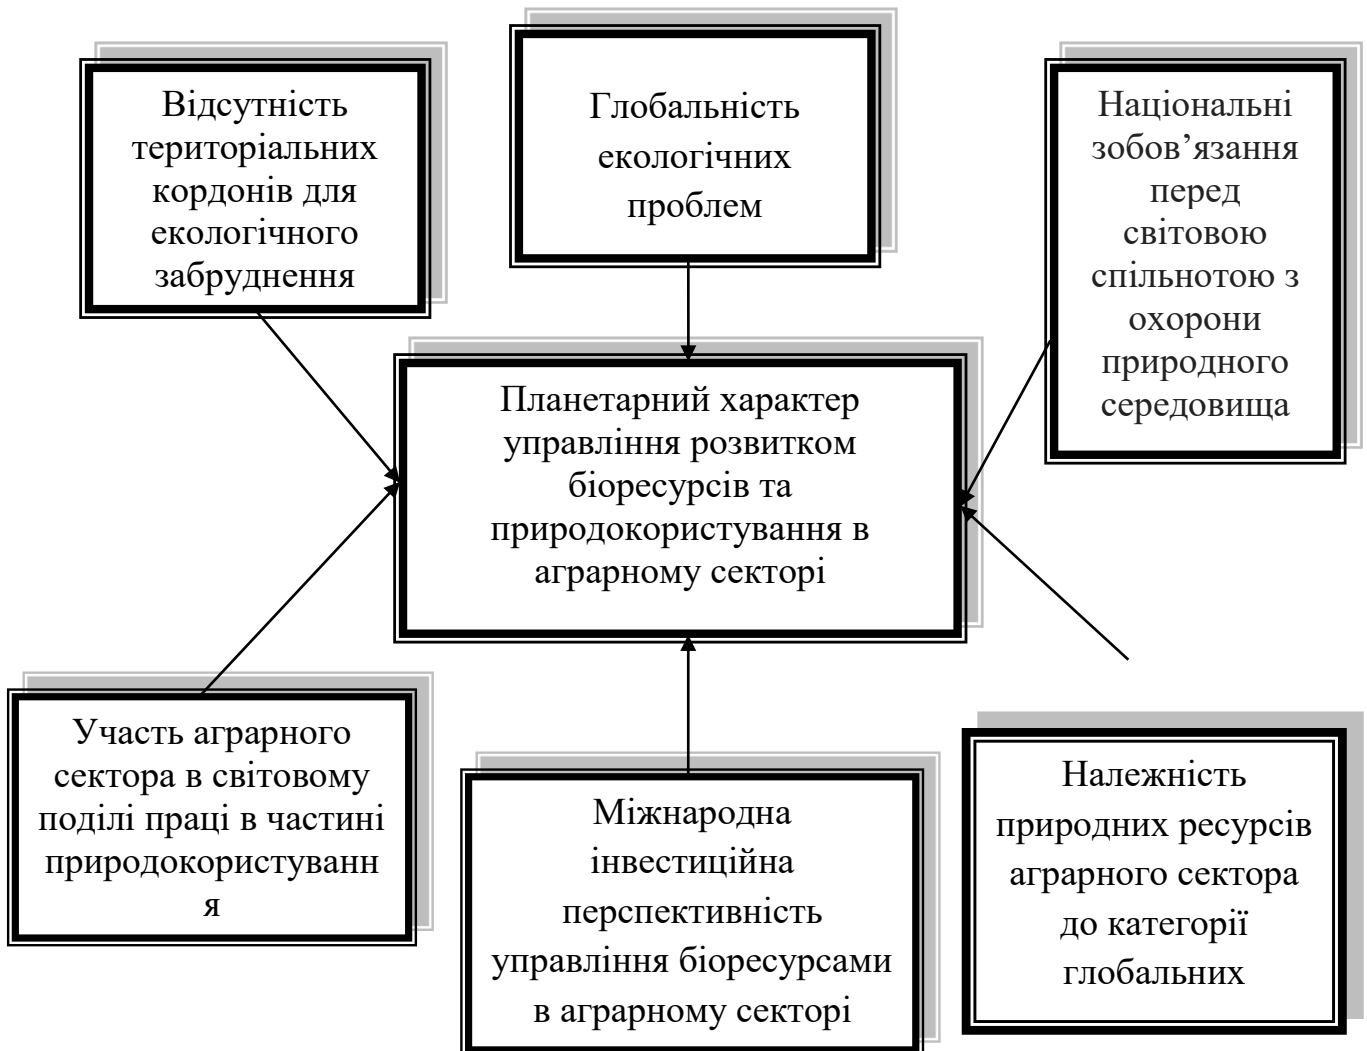 Відсутність
територіальних
кордонів для
екологічного
забруднення
Глобальність
екологічних
проблем
Національні
зобов’язання
перед
світовою
спільнотою з
охорони
природного
середовища
Планетарний характер
управління розвитком
біоресурсів та
природокористування в
аграрному секторі
Участь аграрного
сектора в світовому
поділі праці в частині
природокористуванн
я
Міжнародна
інвестиційна
перспективність
управління біоресурсами
в аграрному секторі
Належність
природних ресурсів
аграрного сектора
до категорії
глобальних